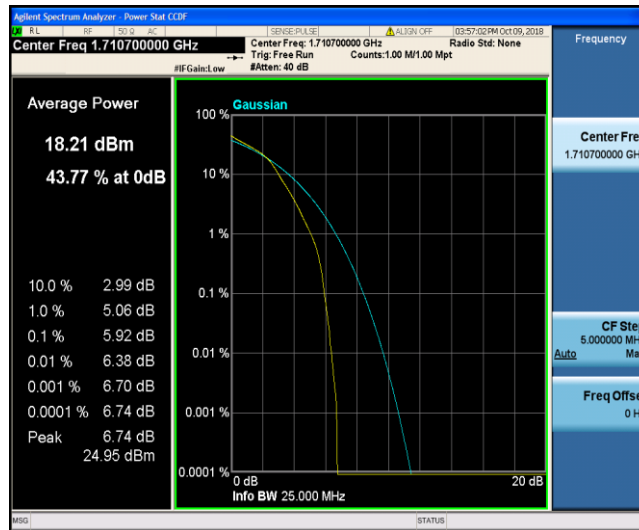 Agilent Spectrum Analyzer - Power Stat CCDF
RL RF 50 Ω AC SENSE:PULSE ALIGN OFF 03:57:02 PM Oct 09, 2018
Center Freq 1.710700000 GHz
Center Freq: 1.710700000 GHz Radio Std: None
Trig: Free Run Counts:1.00 M/1.00 Mpt
#IFGain:Low #Atten: 40 dB
Frequency
Average Power
18.21 dBm
43.77 % at 0dB
10.0 % 2.99 dB
1.0 % 5.06 dB
0.1 % 5.92 dB
0.01 % 6.38 dB
0.001 % 6.70 dB
0.0001 % 6.74 dB
Peak 6.74 dB
24.95 dBm
Gaussian
100 %
10 %
1 %
0.1 %
0.01 %
0.001 %
0.0001 %
0 dB 20 dB
Info BW 25.000 MHz
Center Fre
1.710700000 GH
CF Ste
5.000000 MH
Auto Ma
Freq Offse
0 H
MSG STATUS